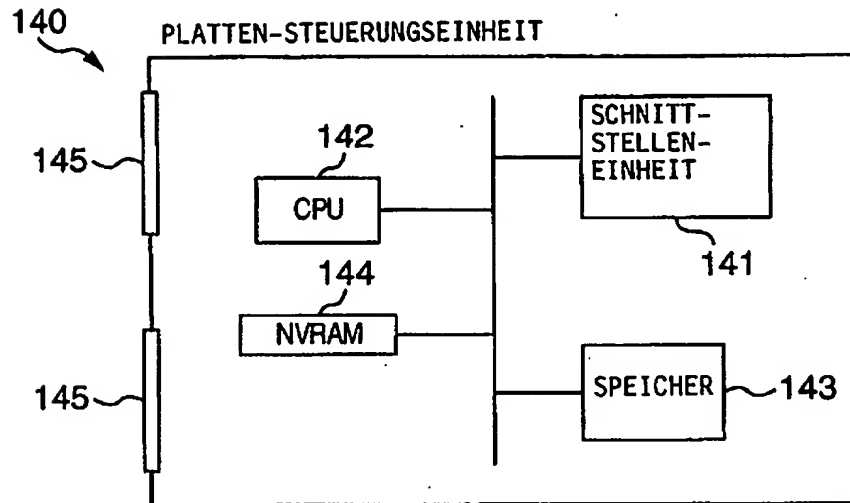 PLATTEN-STEUERUNGSEINHEIT
140
145
142
CPU
SCHNITT-
STELLEN-
EINHEIT
141
144
NVRAM
145
SPEICHER
143